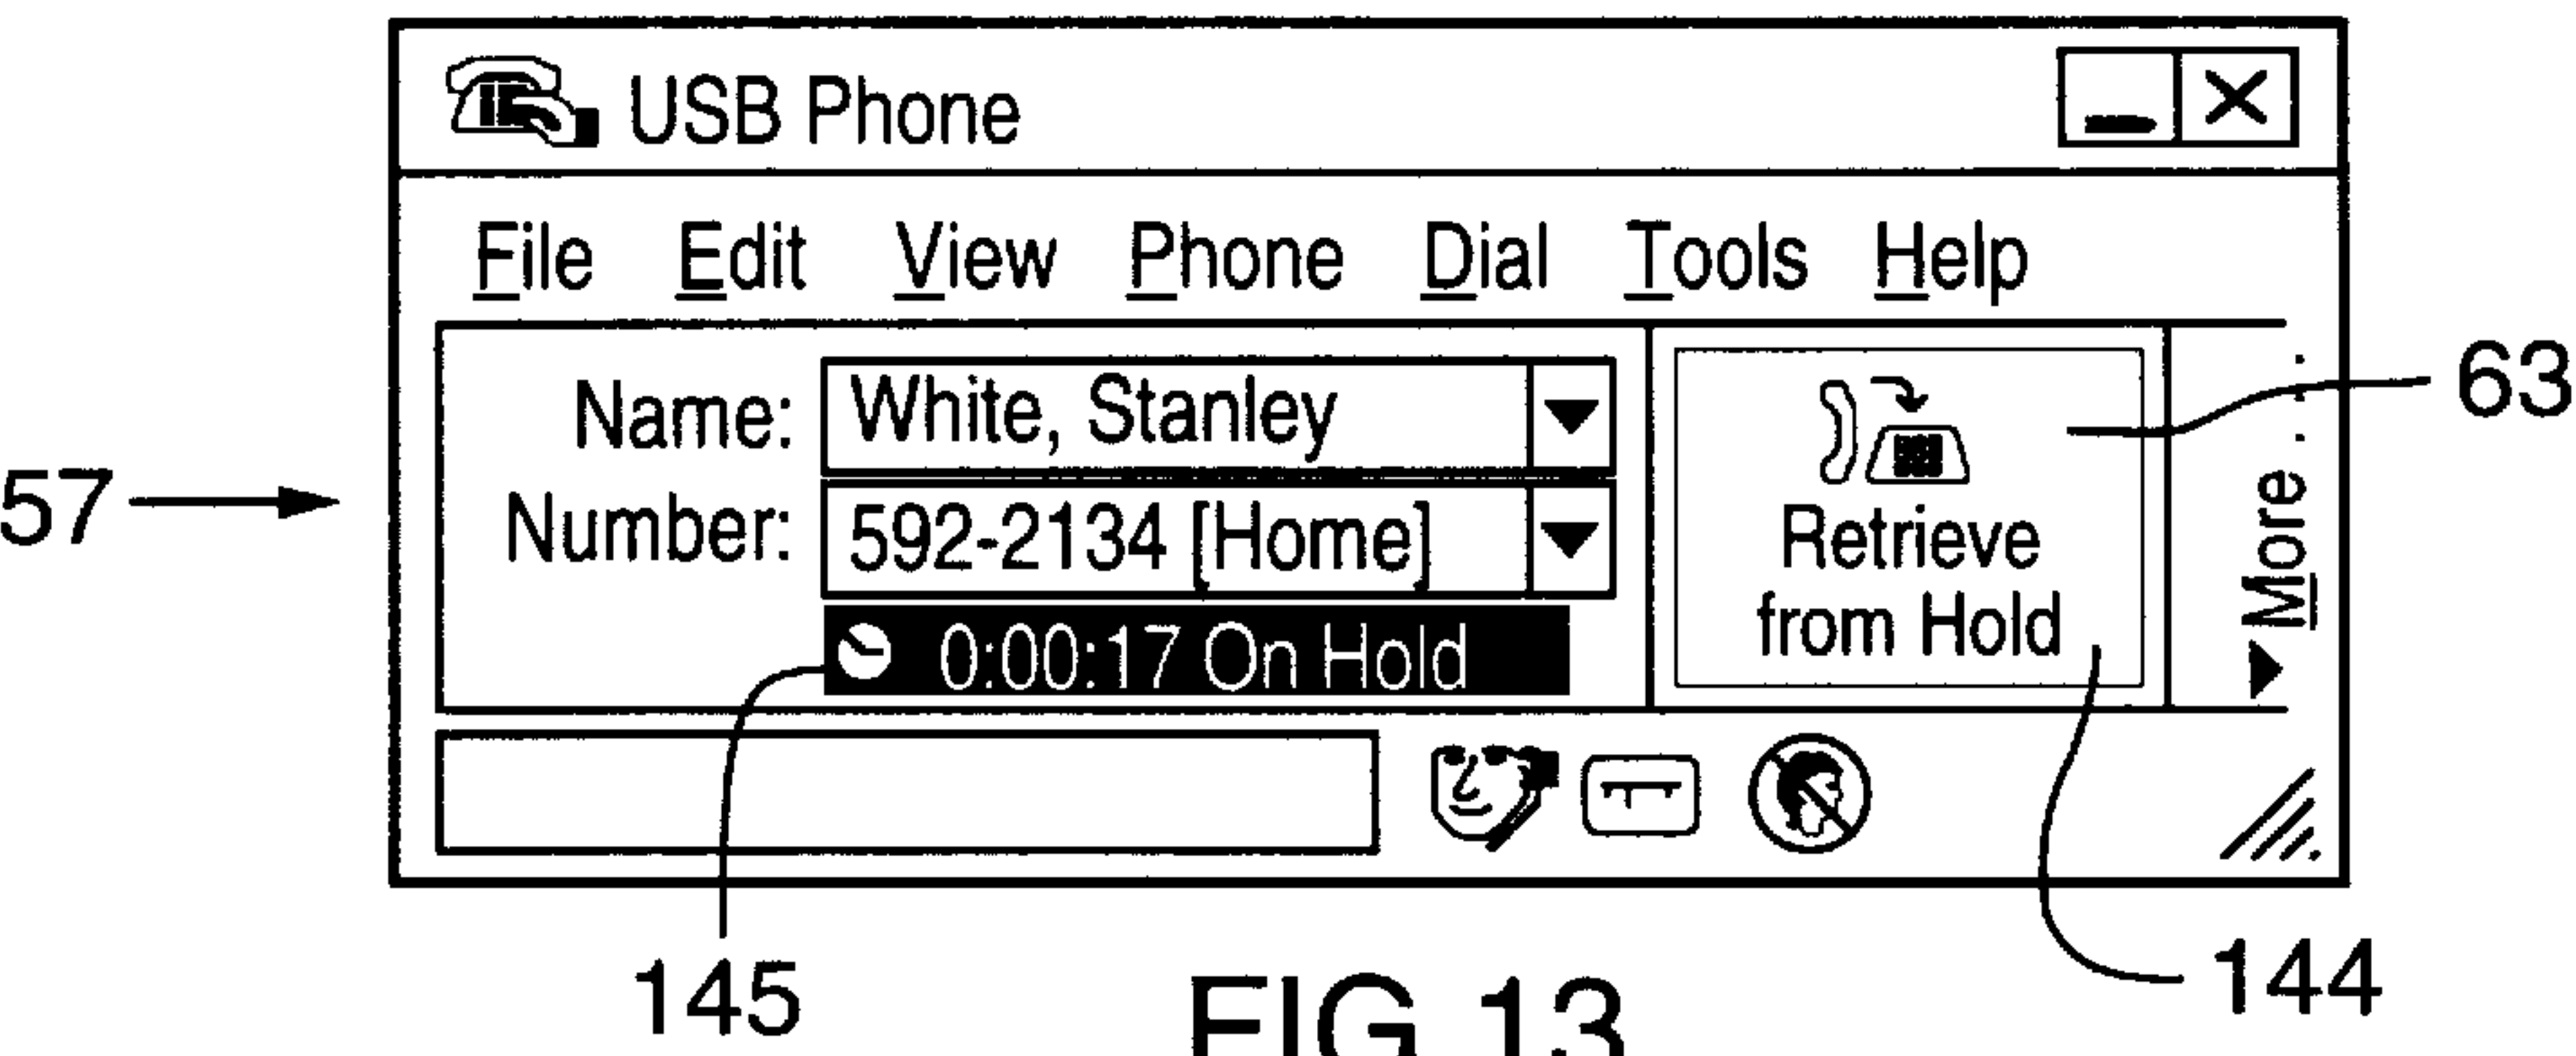 USB Phone
File Edit View Phone Dial Tools Help
Name: White, Stanley
Number: 592-2134 [Home]
0:00:17 On Hold
Retrieve
from Hold
More . . .
57
63
145
144
FIG 13